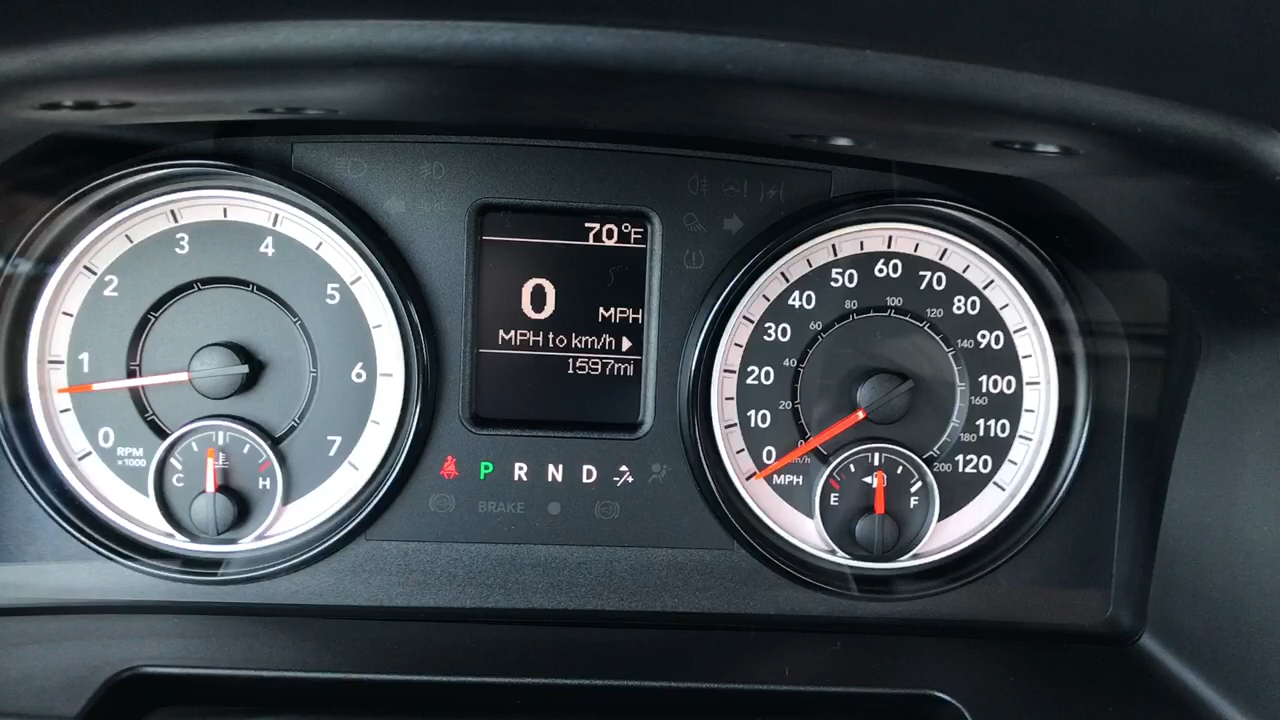 0 1 2 3 4 5 6 7
RPM
×1000
C H
70°F
0 MPH
MPH to km/h
1597mi
P R N D -/+
BRAKE
0 10 20 30 40 50 60 70 80 90 100 110 120
0 20 40 60 80 100 120 140 160 180 200
km/h
MPH
E F